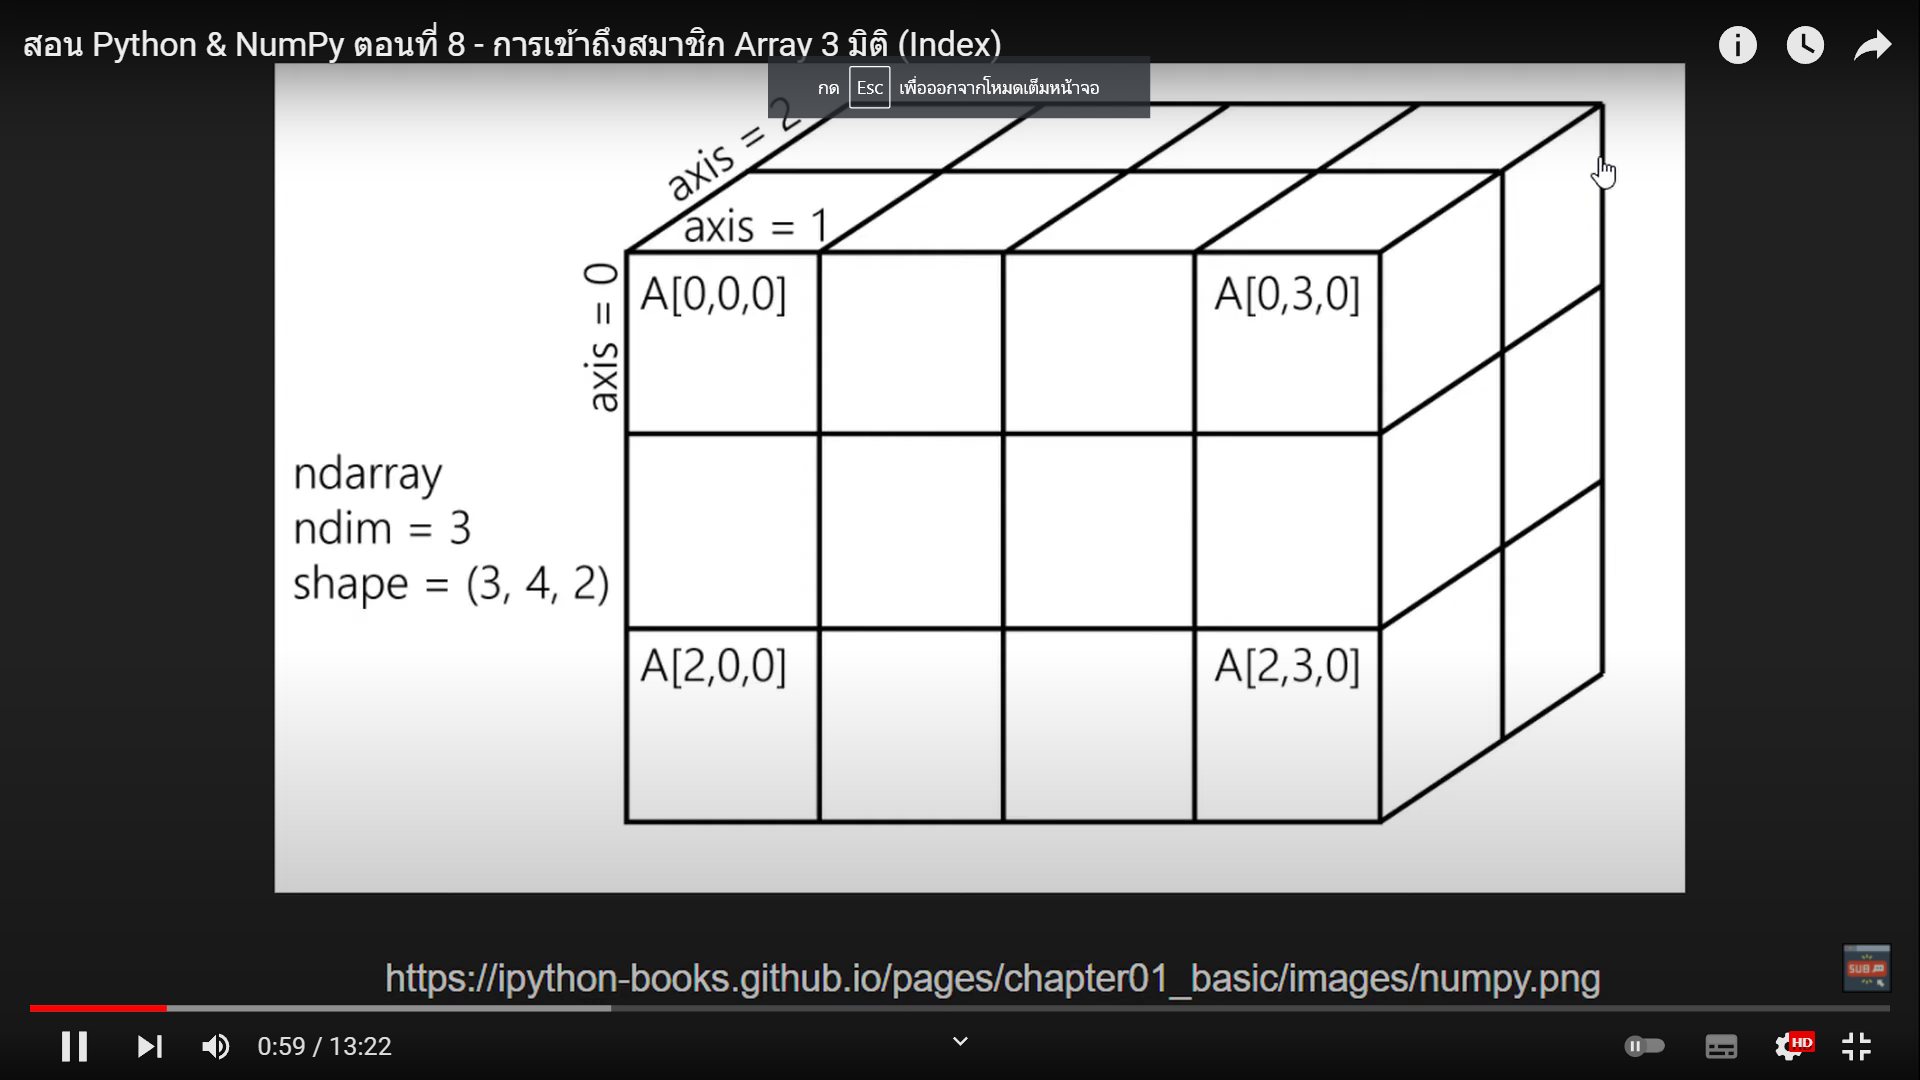 สอน Python & NumPy ตอนที่ 8 - การเข้าถึงสมาชิก Array 3 มิติ (Index)
กด Esc เพื่อออกจากโหมดเต็มหน้าจอ
axis = 2
axis = 1
axis = 0
A[0,0,0]
A[0,3,0]
ndarray
ndim = 3
shape = (3, 4, 2)
A[2,0,0]
A[2,3,0]
https://ipython-books.github.io/pages/chapter01_basic/images/numpy.png
SUB
0:59 / 13:22
HD